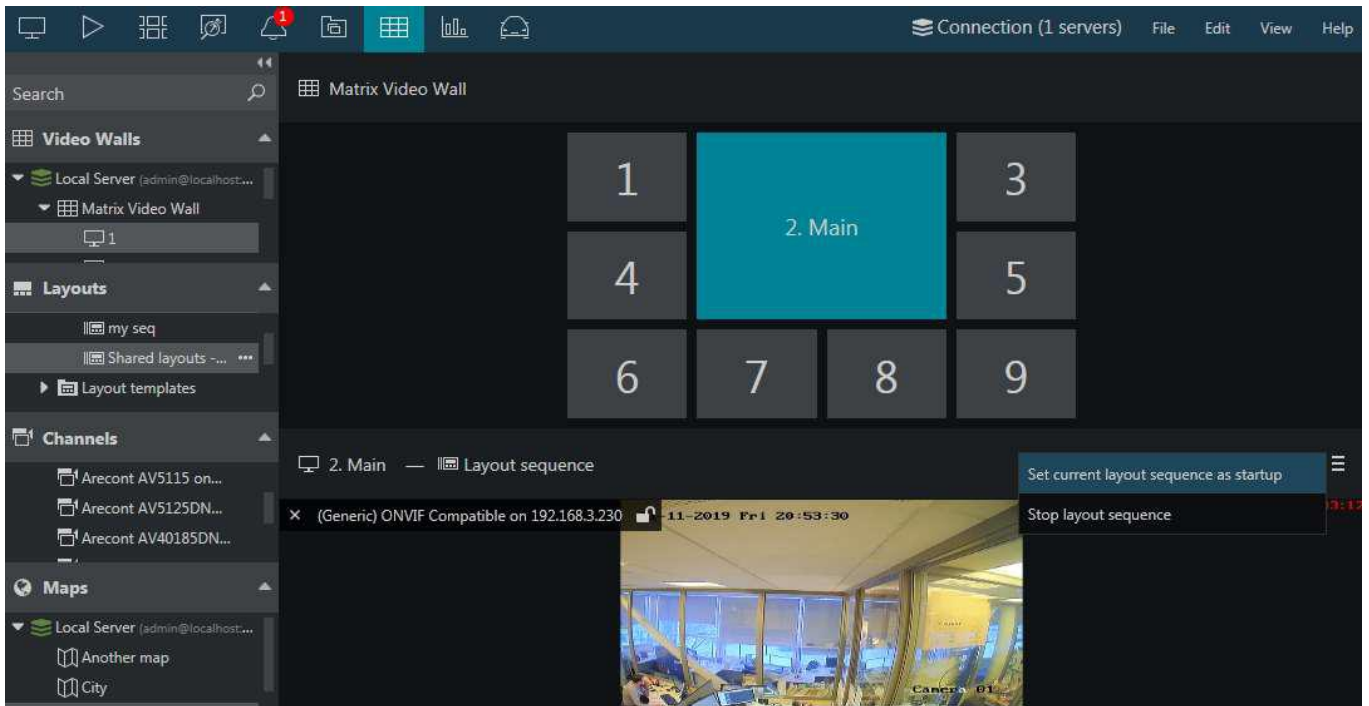 1
Connection (1 servers) File Edit View Help
Search
Matrix Video Wall
Video Walls
Local Server (admin@localhost:...
Matrix Video Wall
1
1
2. Main
3
4
5
6
7
8
9
Layouts
my seq
Shared layouts -... •••
Layout templates
Channels
Arecont AV5115 on...
Arecont AV5125DN...
Arecont AV40185DN...
Maps
Local Server (admin@localhost:...
Another map
City
2. Main — Layout sequence
Set current layout sequence as startup
Stop layout sequence
× (Generic) ONVIF Compatible on 192.168.3.230
-11-2019 Fri 20:53:30
Camera 01